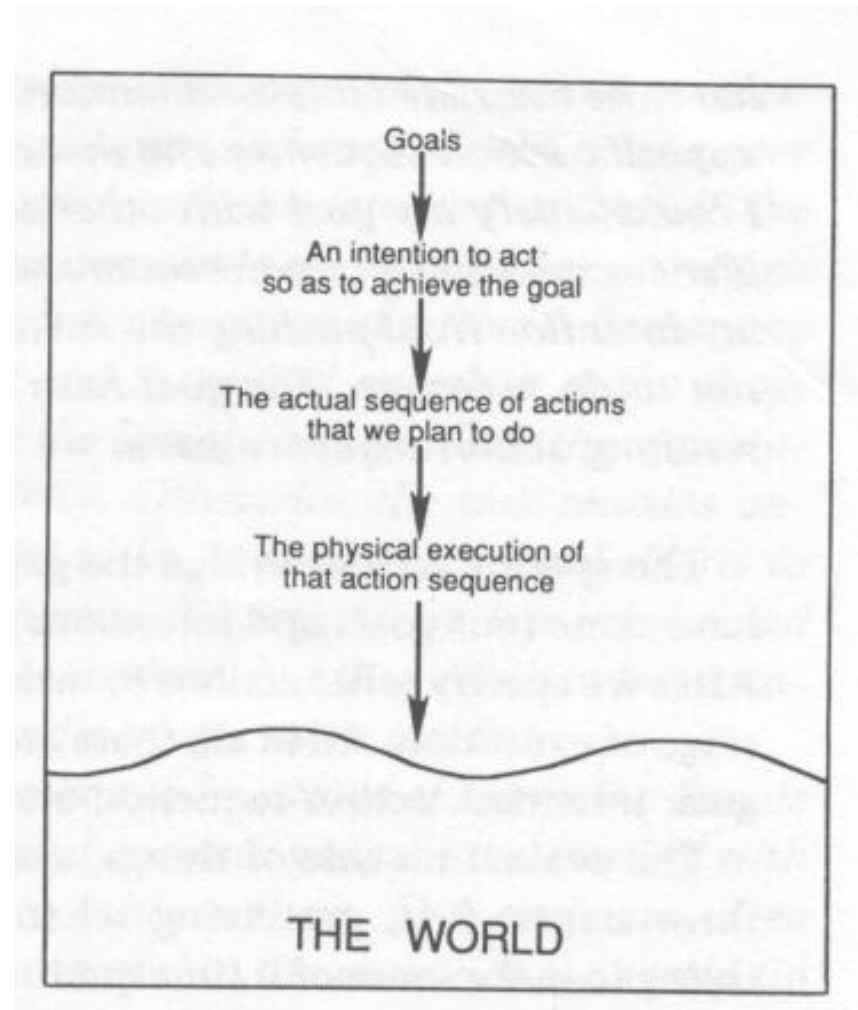 Goals
An intention to act
so as to achieve the goal
The actual sequence of actions
that we plan to do
The physical execution of
that action sequence
THE WORLD